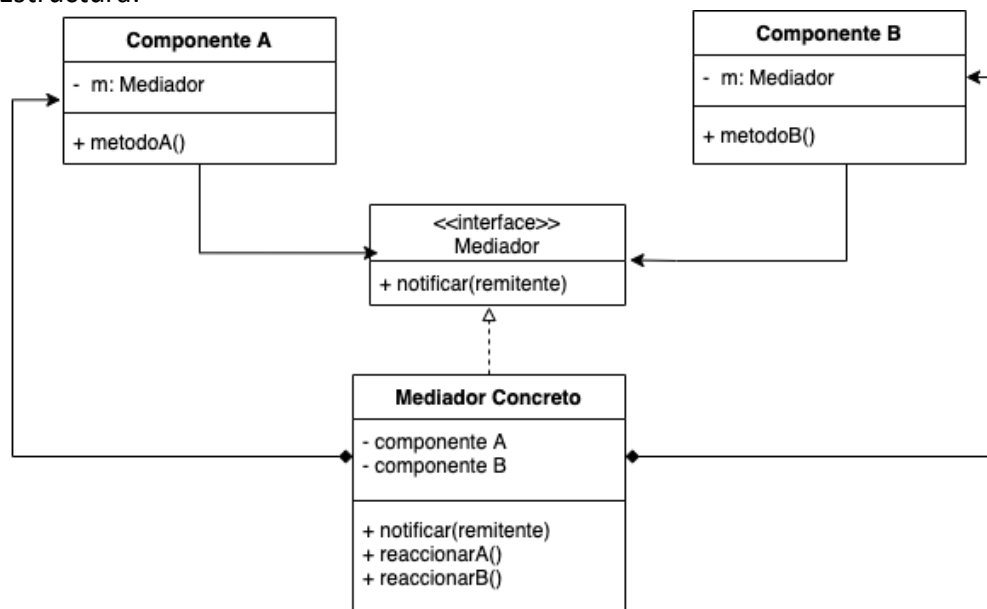 Estructura:
Componente A
- m: Mediador
+ metodoA()
Componente B
- m: Mediador
+ metodoB()
<<interface>>
Mediador
+ notificar(remitente)
Mediador Concreto
- componente A
- componente B
+ notificar(remitente)
+ reaccionarA()
+ reaccionarB()